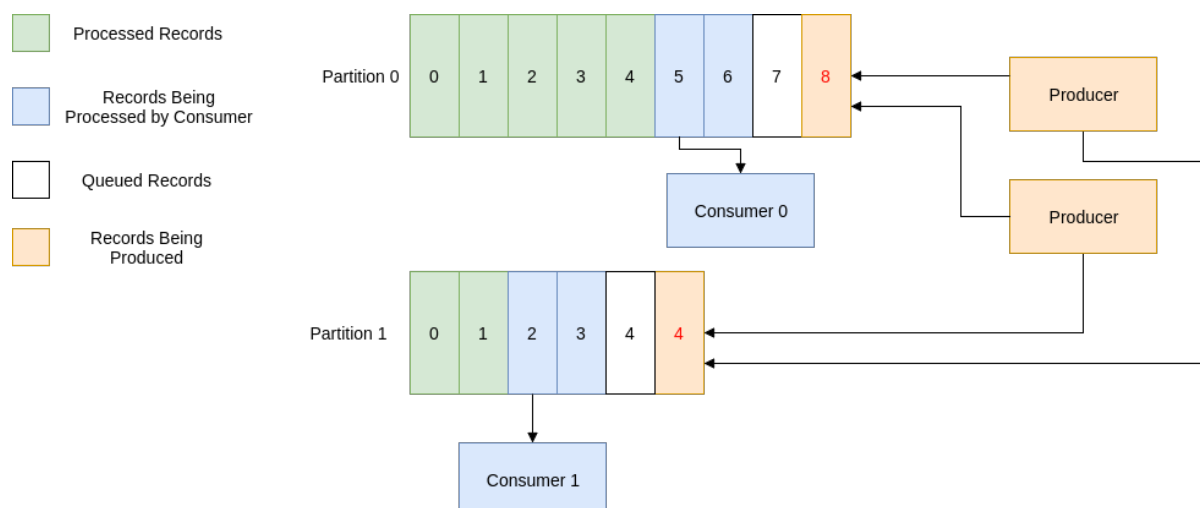 Processed Records
Records Being
Processed by Consumer
Queued Records
Records Being
Produced
Partition 0
0 1 2 3 4 5 6 7 8
Producer
Consumer 0
Producer
Partition 1
0 1 2 3 4 4
Consumer 1